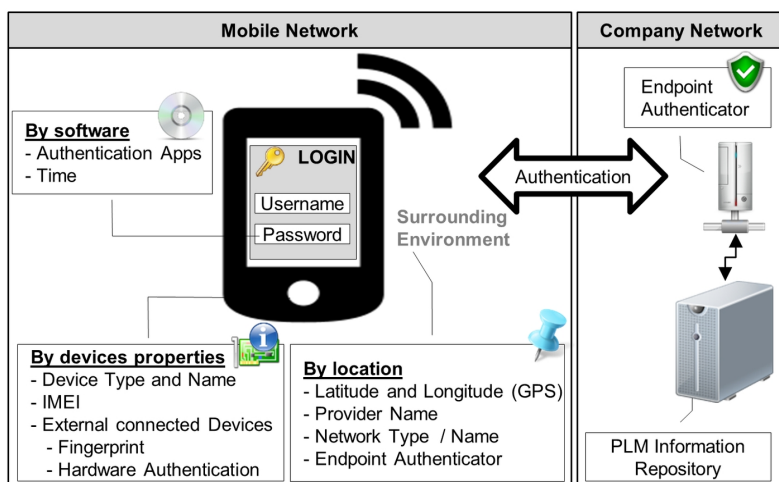 Mobile Network
Company Network
Endpoint
Authenticator
By software
- Authentication Apps
- Time
LOGIN
Username
Password
Authentication
Surrounding
Environment
By devices properties
- Device Type and Name
- IMEI
- External connected Devices
- Fingerprint
- Hardware Authentication
By location
- Latitude and Longitude (GPS)
- Provider Name
- Network Type / Name
- Endpoint Authenticator
PLM Information
Repository